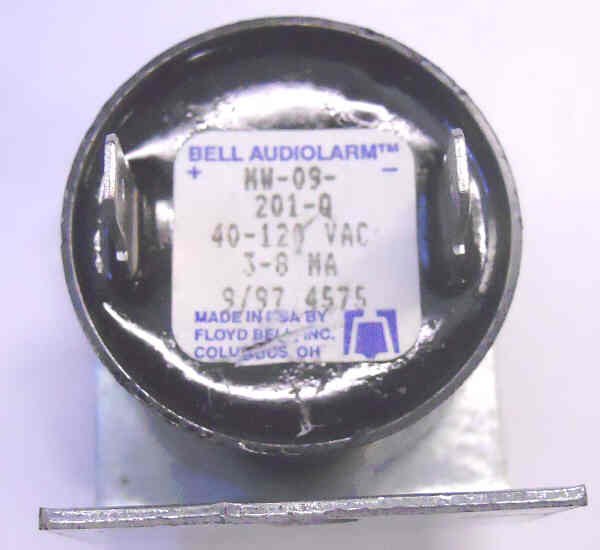 BELL AUDIOLARM™
+ MW-09- −
201-Q
40-120 VAC
3-8 MA
9/97 4575
MADE IN USA BY
FLOYD BELL, INC.
COLUMBUS, OH